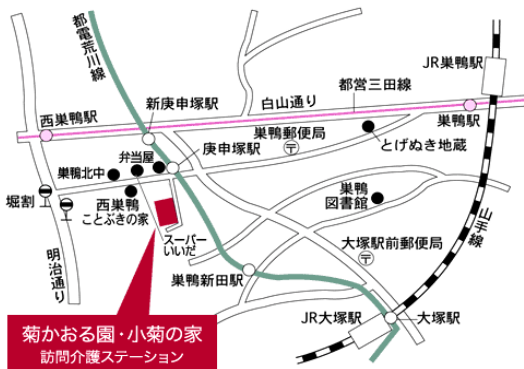 都電荒川線
JR巣鴨駅
都営三田線
白山通り
西巣鴨駅
新庚申塚駅
巣鴨駅
巣鴨郵便局
とげぬき地蔵
弁当屋
庚申塚駅
巣鴨北中
堀割
西巣鴨
ことぶきの家
巣鴨
図書館
スーパー
いいだ
大塚駅前郵便局
山手線
明治通り
巣鴨新田駅
JR大塚駅
大塚駅
菊かおる園・小菊の家
訪問介護ステーション